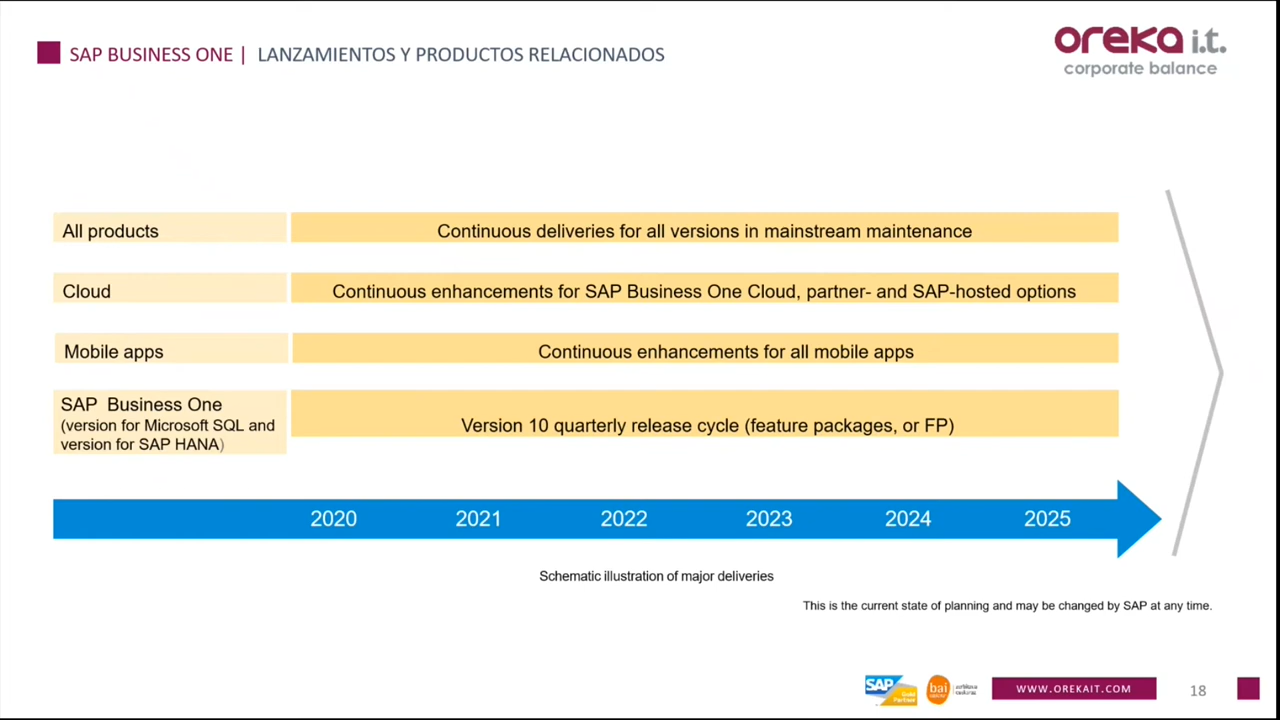 SAP BUSINESS ONE | LANZAMIENTOS Y PRODUCTOS RELACIONADOS
oreka i.t.
corporate balance
All products
Continuous deliveries for all versions in mainstream maintenance
Cloud
Continuous enhancements for SAP Business One Cloud, partner- and SAP-hosted options
Mobile apps
Continuous enhancements for all mobile apps
SAP Business One
(version for Microsoft SQL and
version for SAP HANA)
Version 10 quarterly release cycle (feature packages, or FP)
2020 2021 2022 2023 2024 2025
Schematic illustration of major deliveries
This is the current state of planning and may be changed by SAP at any time.
SAP
Gold
Partner
bai
WWW.OREKAIT.COM
18